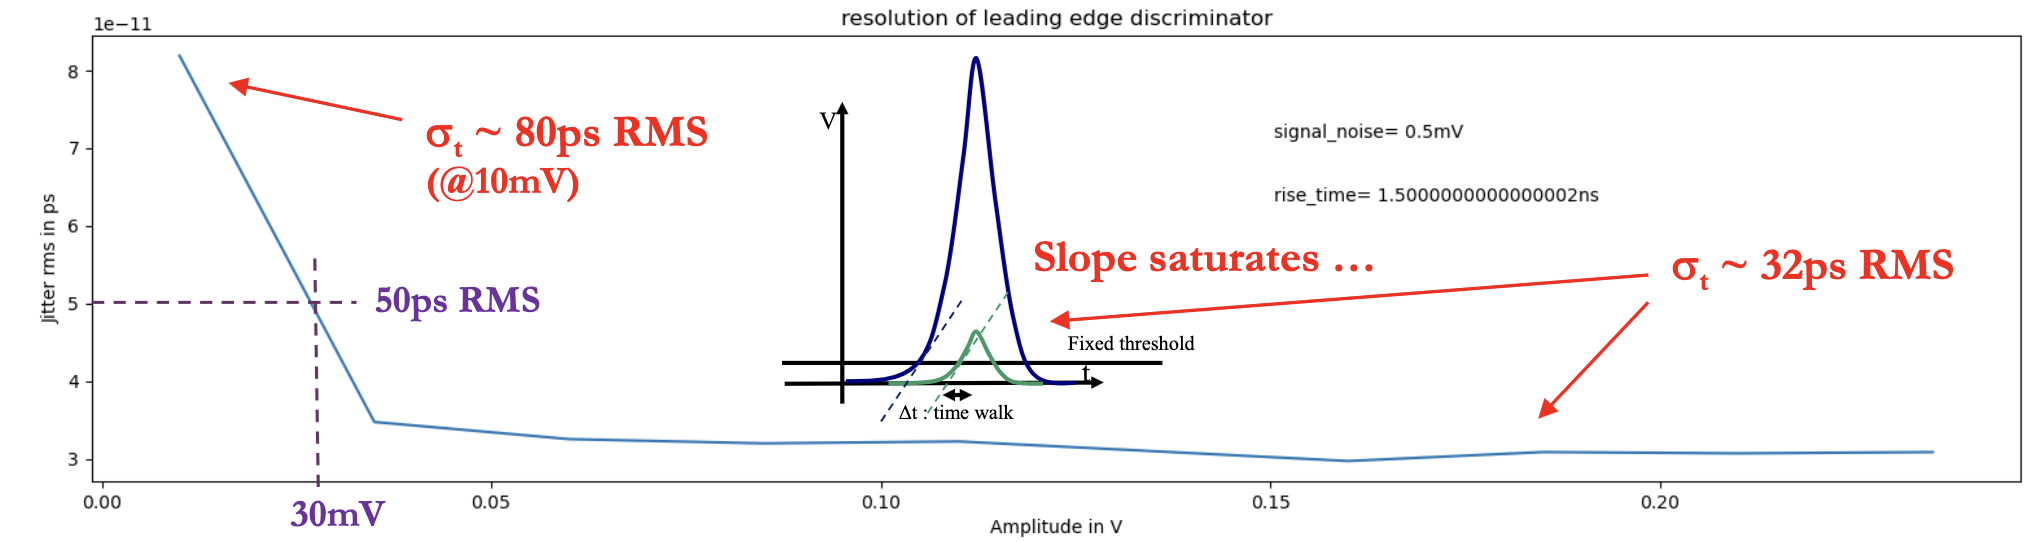 resolution of leading edge discriminator
1e−11
8
7
6
5
4
3
Jitter rms in ps
σt ~ 80ps RMS
(@10mV)
50ps RMS
30mV
V
signal_noise= 0.5mV
rise_time= 1.5000000000000002ns
Slope saturates …
σt ~ 32ps RMS
Fixed threshold
t
Δt : time walk
0.00
0.05
0.10
0.15
0.20
Amplitude in V